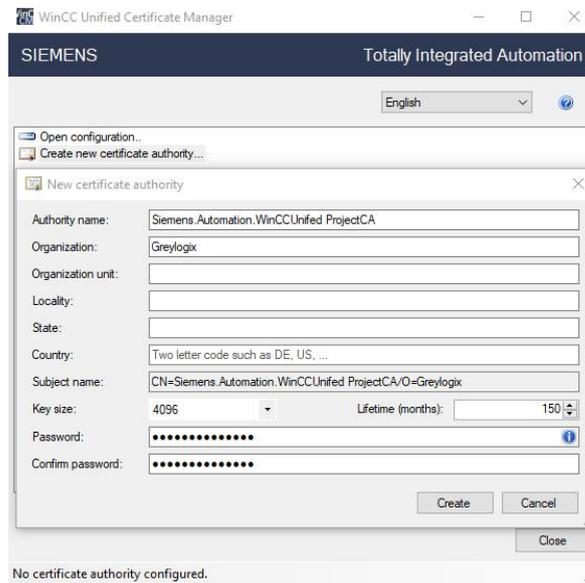 WinCC Unified Certificate Manager
SIEMENS
Totally Integrated Automation
English
Open configuration..
Create new certificate authority...
New certificate authority
Authority name: Siemens.Automation.WinCCUnifed ProjectCA
Organization: Greylogix
Organization unit:
Locality:
State:
Country: Two letter code such as DE, US, ...
Subject name: CN=Siemens.Automation.WinCCUnifed ProjectCA/O=Greylogix
Key size: 4096 Lifetime (months): 150
Password: ●●●●●●●●●●●●●●
Confirm password: ●●●●●●●●●●●●●●
Create Cancel
Close
No certificate authority configured.